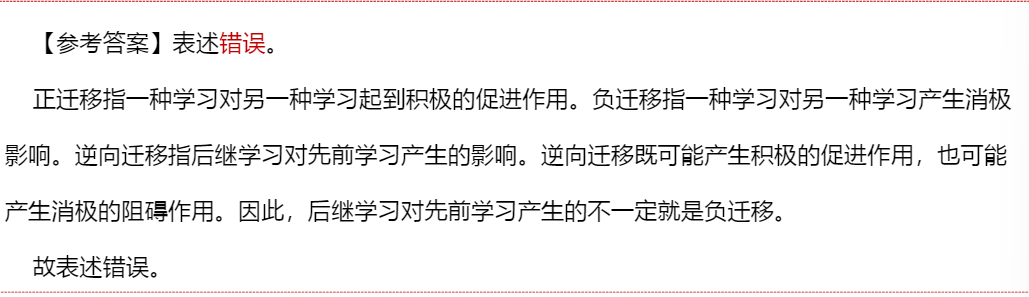 【参考答案】表述错误。
正迁移指一种学习对另一种学习起到积极的促进作用。负迁移指一种学习对另一种学习产生消极
影响。逆向迁移指后继学习对先前学习产生的影响。逆向迁移既可能产生积极的促进作用，也可能
产生消极的阻碍作用。因此，后继学习对先前学习产生的不一定就是负迁移。
故表述错误。